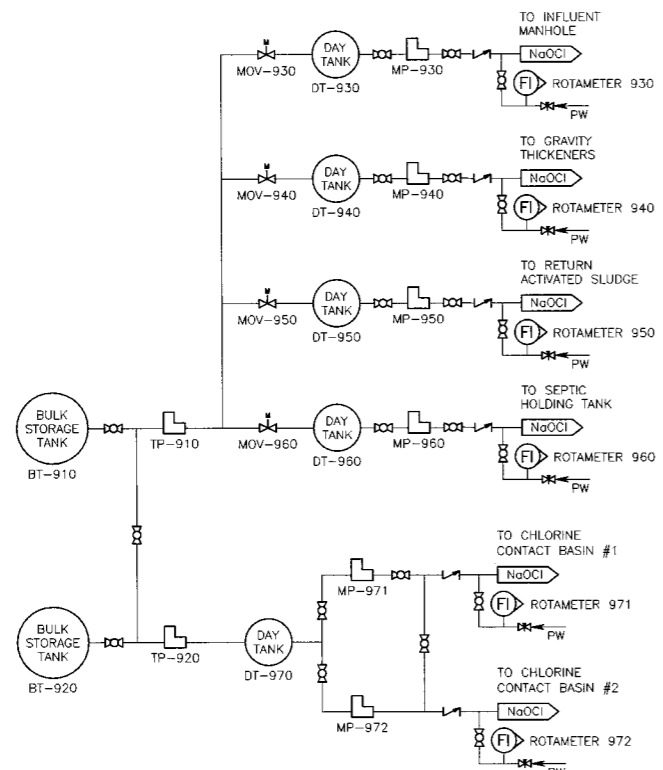 TO INFLUENT
MANHOLE
NaOCl
DAY
TANK
M
MOV-930
DT-930
MP-930
FI
ROTAMETER 930
PW
TO GRAVITY
THICKENERS
NaOCl
DAY
TANK
M
MOV-940
DT-940
MP-940
FI
ROTAMETER 940
PW
TO RETURN
ACTIVATED SLUDGE
NaOCl
DAY
TANK
M
MOV-950
DT-950
MP-950
FI
ROTAMETER 950
PW
TO SEPTIC
HOLDING TANK
NaOCl
BULK
STORAGE
TANK
BT-910
TP-910
DAY
TANK
M
MOV-960
DT-960
MP-960
FI
ROTAMETER 960
PW
TO CHLORINE
CONTACT BASIN #1
NaOCl
MP-971
FI
ROTAMETER 971
PW
BULK
STORAGE
TANK
BT-920
TP-920
DAY
TANK
DT-970
TO CHLORINE
CONTACT BASIN #2
NaOCl
MP-972
FI
ROTAMETER 972
PW